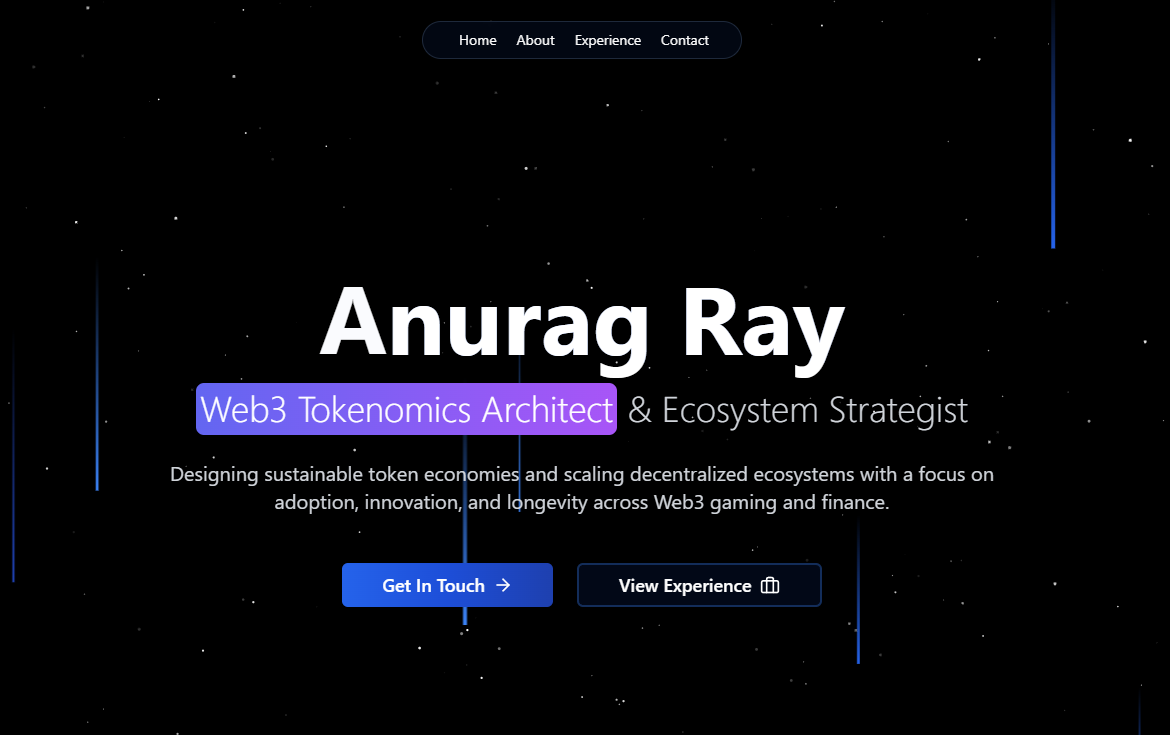 Home About Experience Contact
Anurag Ray
Web3 Tokenomics Architect & Ecosystem Strategist
Designing sustainable token economies and scaling decentralized ecosystems with a focus on
adoption, innovation, and longevity across Web3 gaming and finance.
Get In Touch View Experience